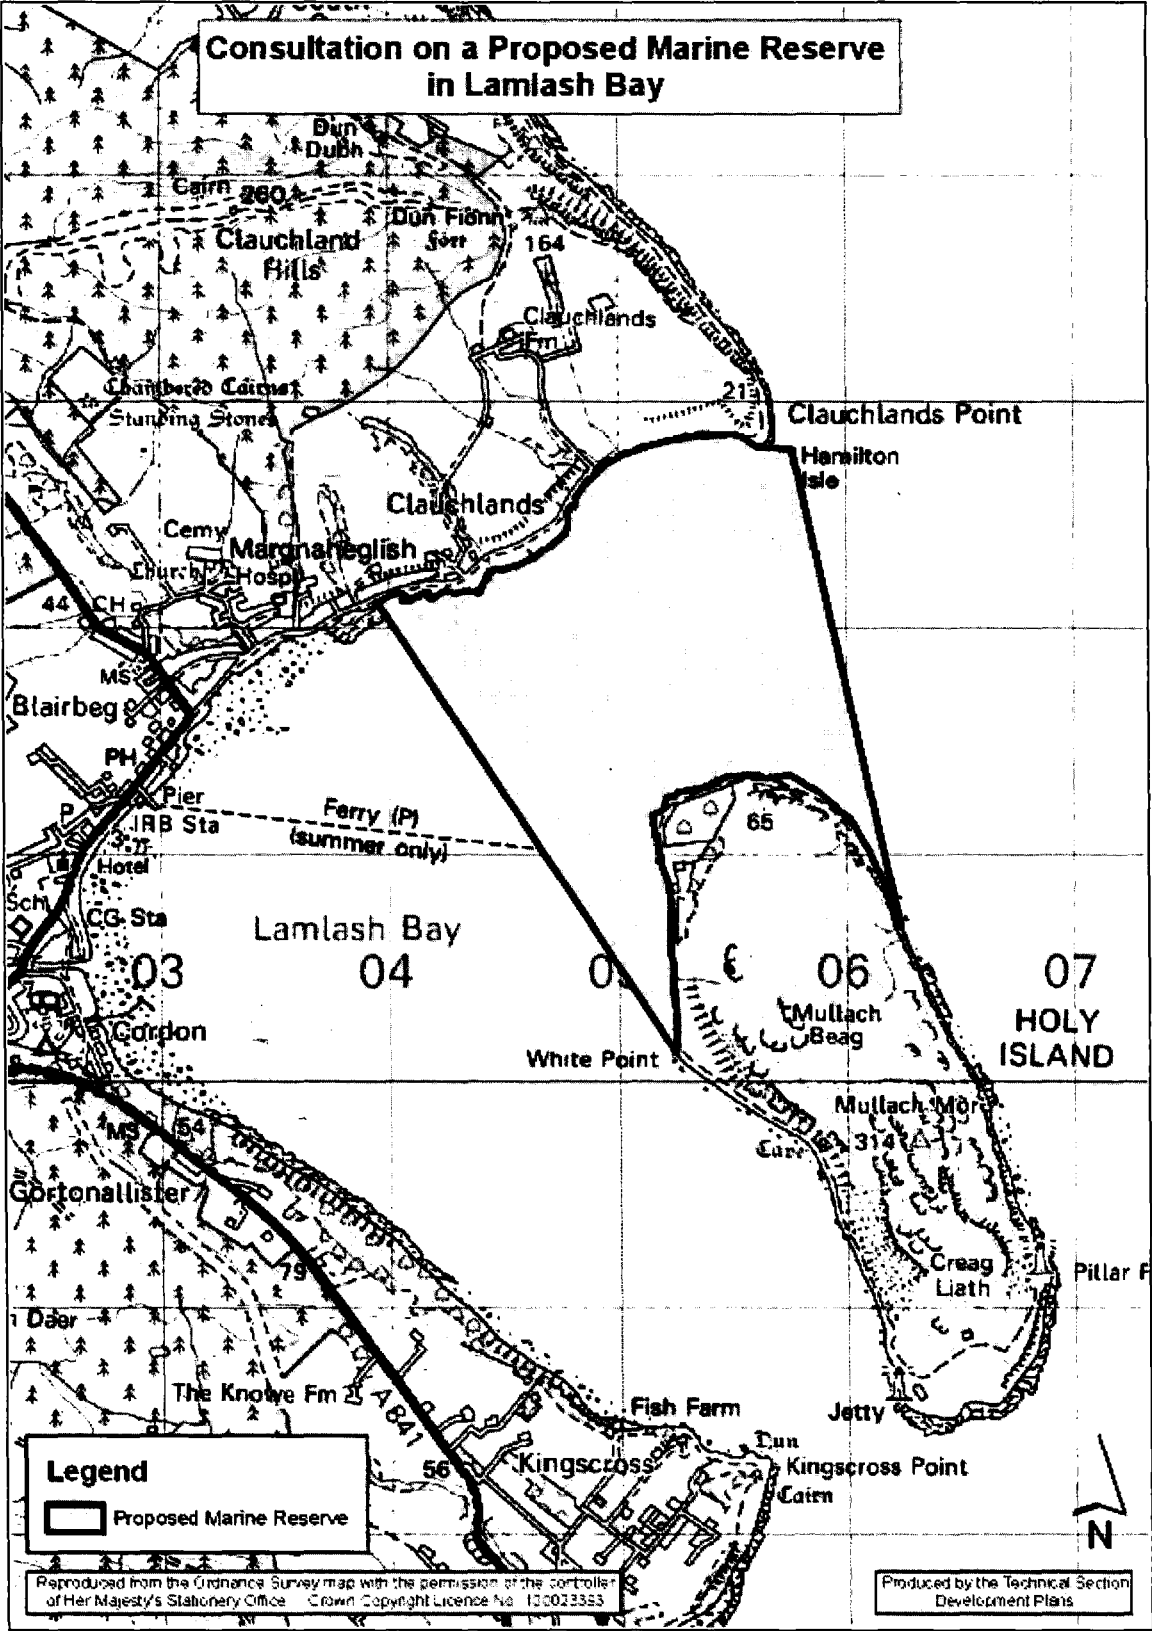 Consultation on a Proposed Marine Reserve
in Lamlash Bay
Dun
Dubh
Cairn 260
Dun Fionn
fort
164
Clauchland
Hills
Clauchlands
Fm
Chambered Cairns
Standing Stones
21
Clauchlands Point
Hamilton
Isle
Clauchlands
Cemy
Margnaheglish
Church
Hospl
44
CH
MS
Blairbeg
PH
Pier
P
IRB Sta
3
Hotel
Ferry (P)
(summer only)
65
Sch
CG Sta
Lamlash Bay
03
04
06
07
HOLY
ISLAND
Mullach
Beag
Cordon
White Point
Mullach Mòr
314
Cave
MS
54
Gortonallister
79
Creag
Liath
Pillar R
Daer
The Knowe Fm
A841
Fish Farm
Jetty
Dun
56
Kingscross
Kingscross Point
Cairn
Legend
Proposed Marine Reserve
N
Reproduced from the Ordnance Survey map with the permission of the controller
of Her Majesty's Stationery Office Crown Copyright Licence No
Produced by the Technical Section
Development Plans